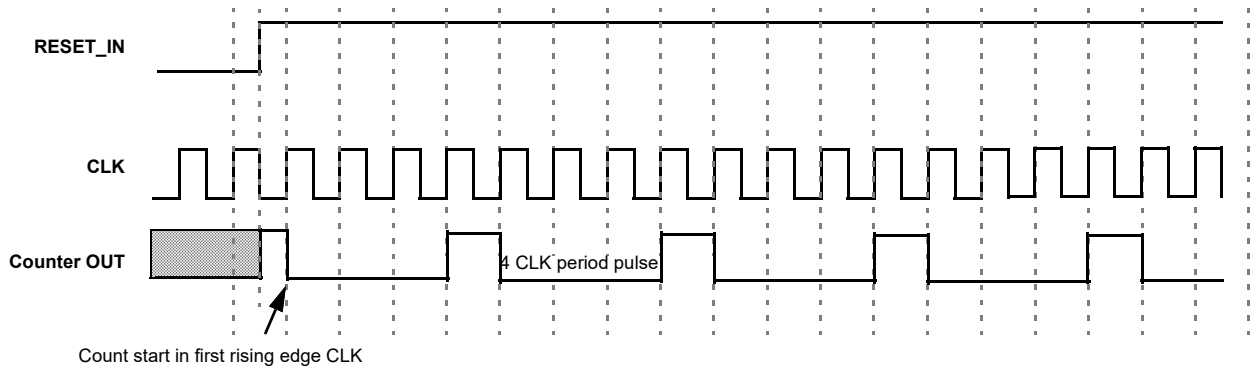 RESET_IN
CLK
Counter OUT
4 CLK period pulse
Count start in first rising edge CLK